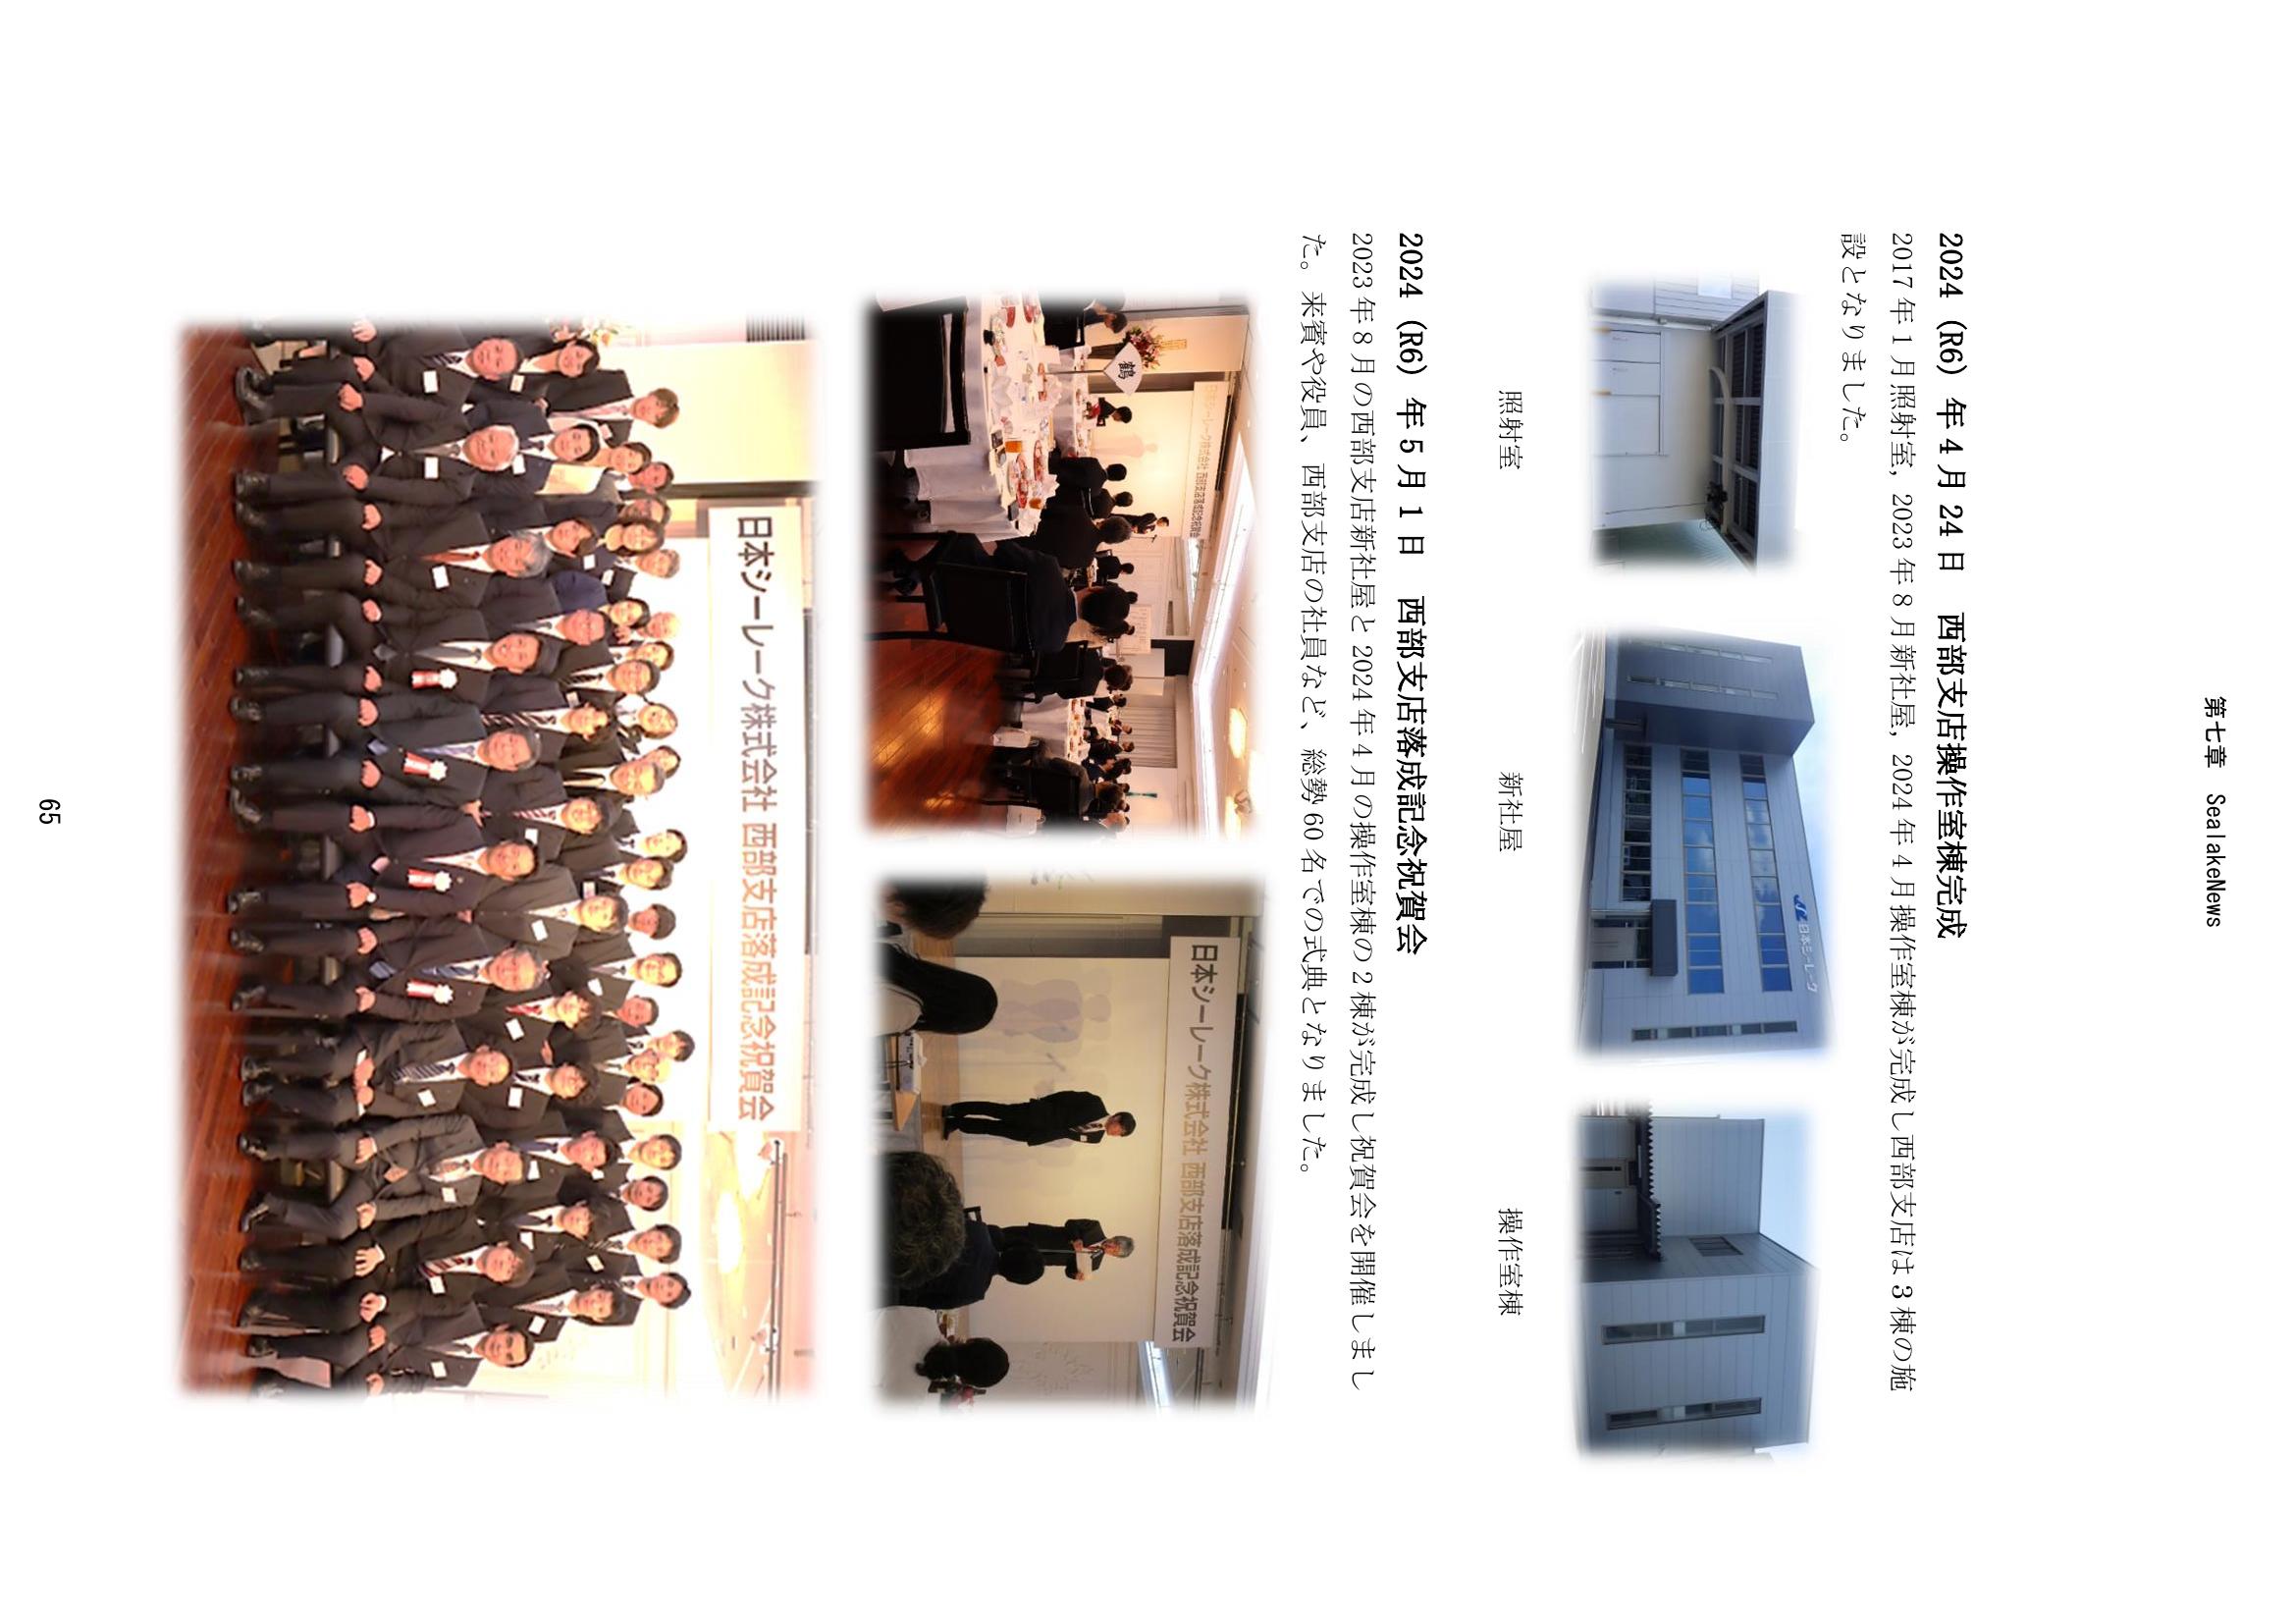 第七章　SealakeNews
2024（R6）年 4 月 24 日　西部支店操作室棟完成
2017 年 1 月照射室，2023 年 8 月新社屋，2024 年 4 月操作室棟が完成し西部支店は 3 棟の施
設となりました。
日本シーレーク
照射室
新社屋
操作室棟
2024（R6）年 5 月 1 日　西部支店落成記念祝賀会
2023 年 8 月の西部支店新社屋と 2024 年 4 月の操作室棟の 2 棟が完成し祝賀会を開催しまし
た。来賓や役員、西部支店の社員など、総勢 60 名での式典となりました。
日本シーレーク株式会社 西部支店落成記念祝賀会
鶴
日本シーレーク株式会社 西部支店落成記念祝賀会
日本シーレーク株式会社 西部支店落成記念祝賀会
65